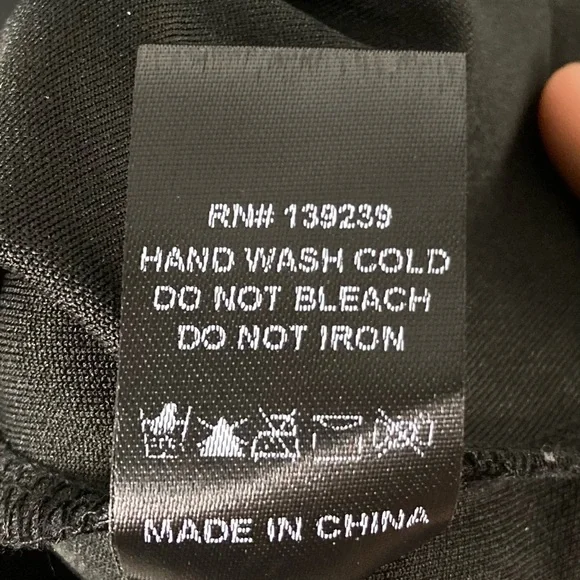 RN# 139239
HAND WASH COLD
DO NOT BLEACH
DO NOT IRON
MADE IN CHINA